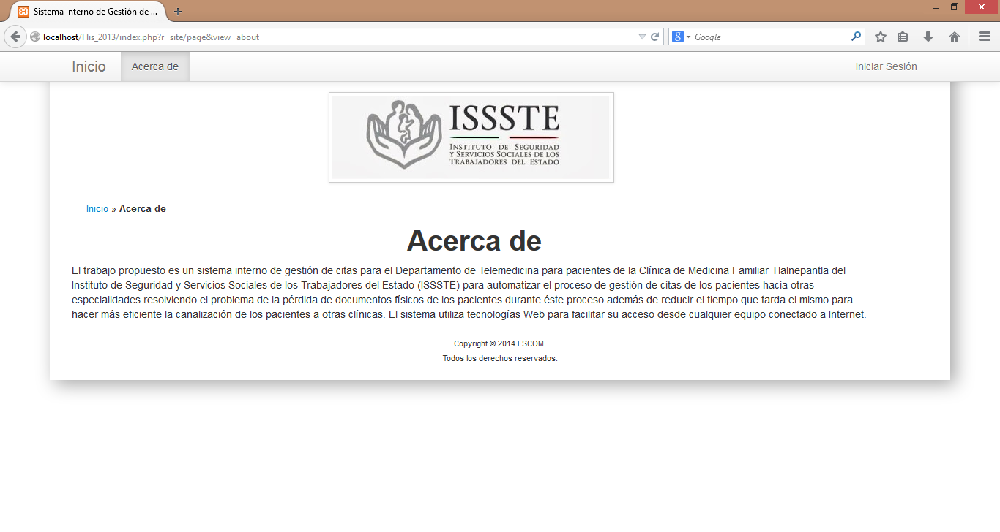 Sistema Interno de Gestión de ...
localhost/His_2013/index.php?r=site/page&view=about
Google
Inicio
Acerca de
Iniciar Sesión
ISSSTE
INSTITUTO DE SEGURIDAD
Y SERVICIOS SOCIALES DE LOS
TRABAJADORES DEL ESTADO
Inicio » Acerca de
Acerca de
El trabajo propuesto es un sistema interno de gestión de citas para el Departamento de Telemedicina para pacientes de la Clínica de Medicina Familiar Tlalnepantla del
Instituto de Seguridad y Servicios Sociales de los Trabajadores del Estado (ISSSTE) para automatizar el proceso de gestión de citas de los pacientes hacia otras
especialidades resolviendo el problema de la pérdida de documentos físicos de los pacientes durante éste proceso además de reducir el tiempo que tarda el mismo para
hacer más eficiente la canalización de los pacientes a otras clínicas. El sistema utiliza tecnologías Web para facilitar su acceso desde cualquier equipo conectado a Internet.
Copyright © 2014 ESCOM.
Todos los derechos reservados.